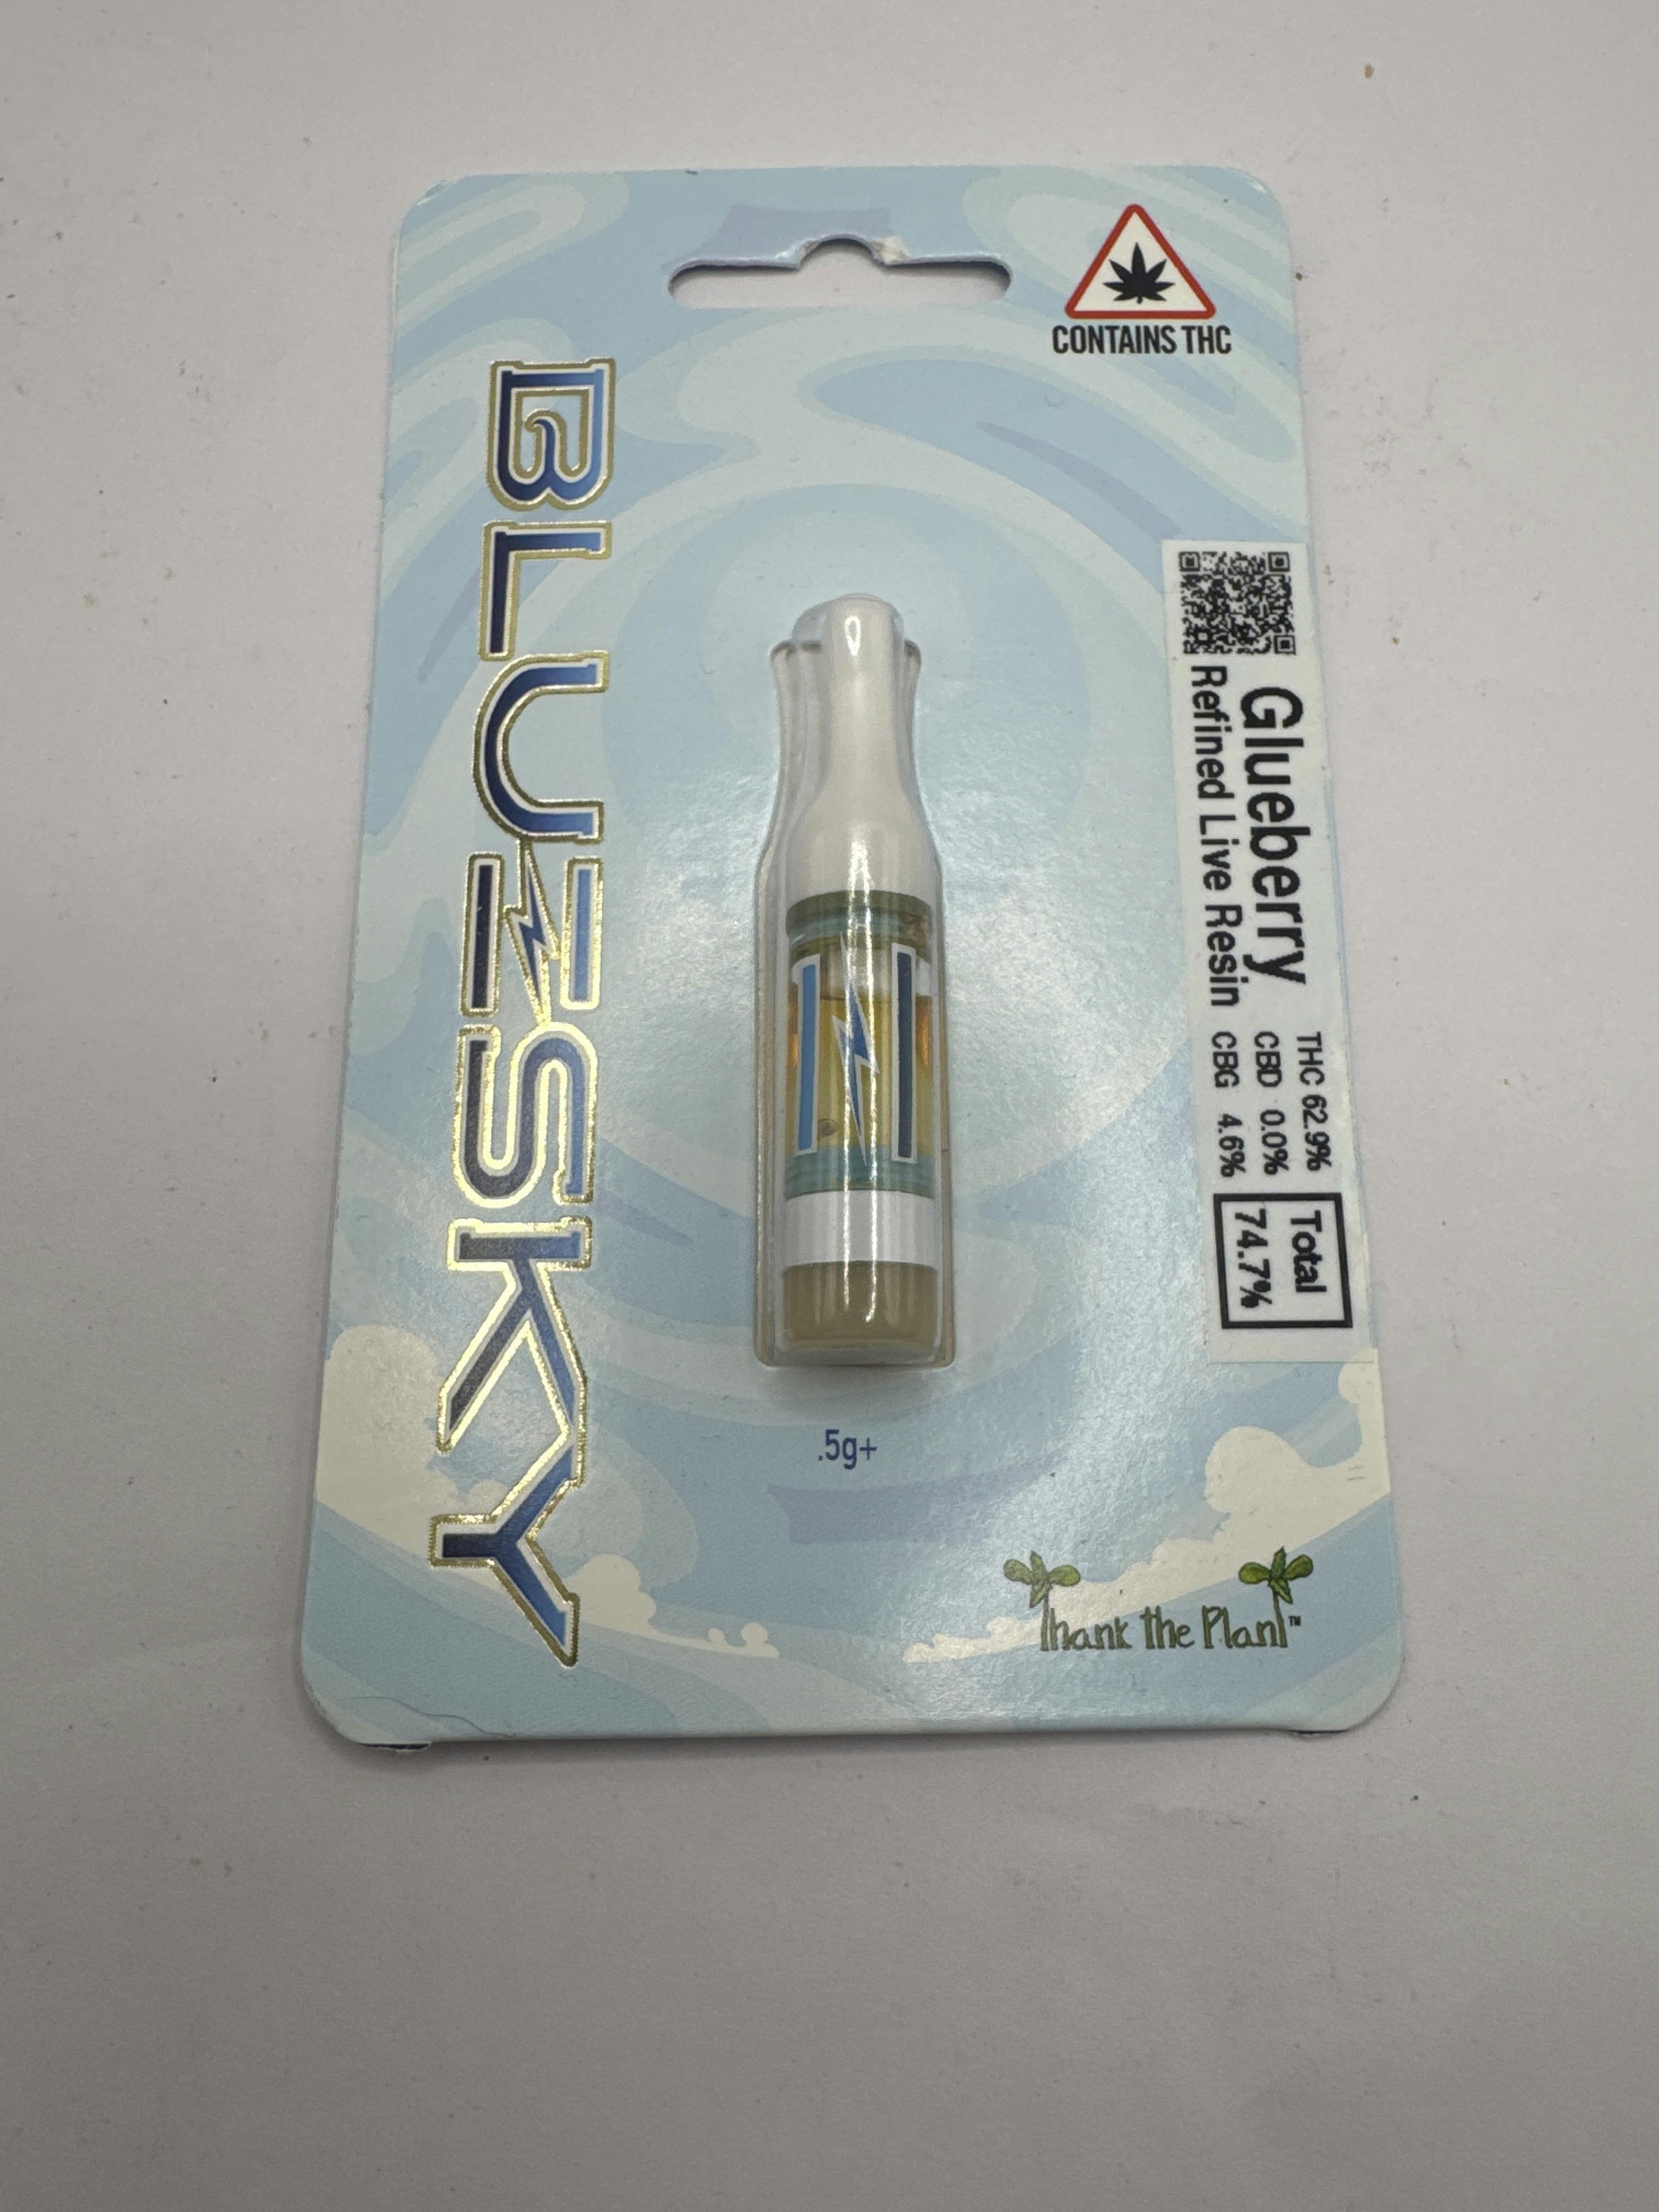 CONTAINS THC
BLUZSKY
Glueberry
Refined Live Resin
THC 62.9%
CBD 0.0%
CBG 4.6%
Total
74.7%
.5g+
Thank the Plant™